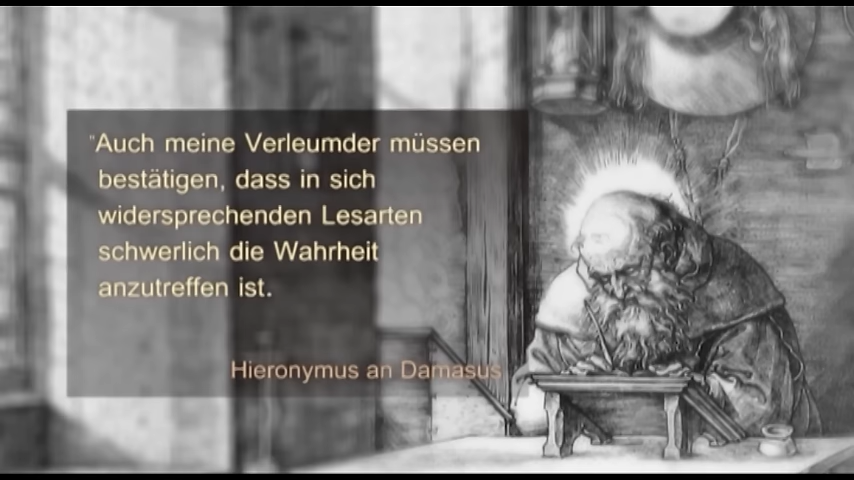 "Auch meine Verleumder müssen
bestätigen, dass in sich
widersprechenden Lesarten
schwerlich die Wahrheit
anzutreffen ist.
Hieronymus an Damasus